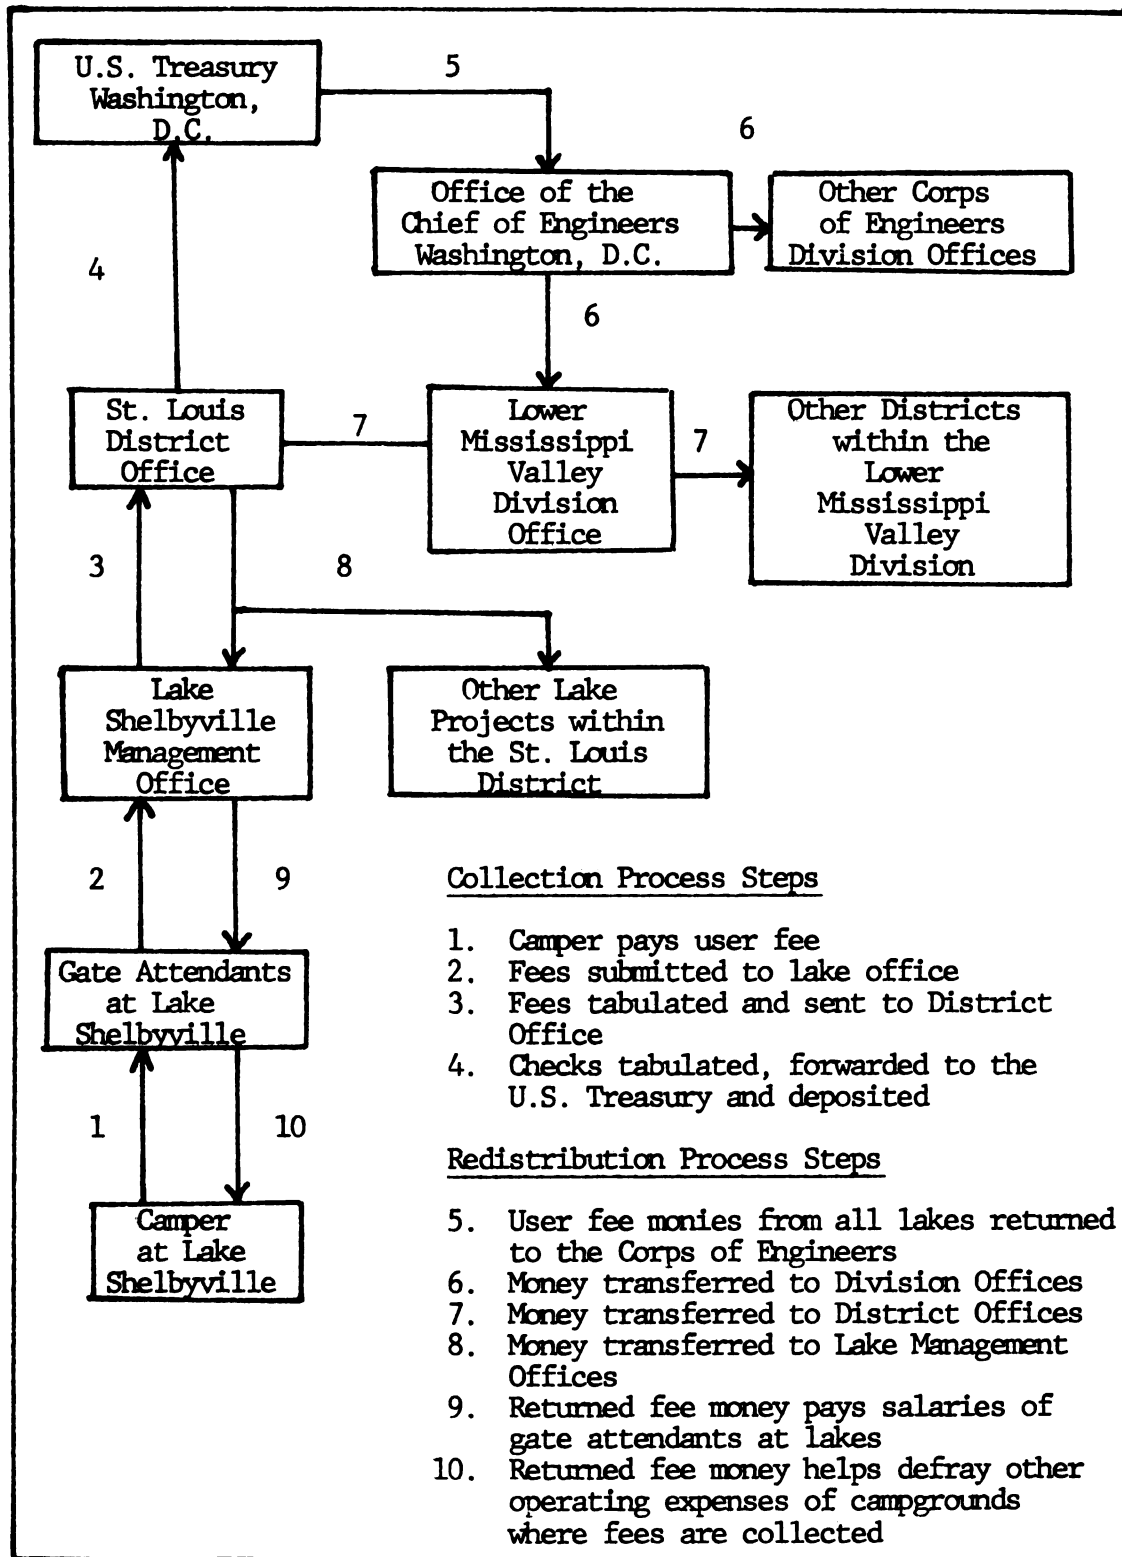 U.S. Treasury
Washington,
D.C.
5
6
Office of the
Chief of Engineers
Washington, D.C.
Other Corps
of Engineers
Division Offices
4
6
St. Louis
District
Office
7
Lower
Mississippi
Valley
Division
Office
7
Other Districts
within the
Lower
Mississippi
Valley
Division
3
8
Lake
Shelbyville
Management
Office
Other Lake
Projects within
the St. Louis
District
2
9
Gate Attendants
at Lake
Shelbyville
1
10
Camper
at Lake
Shelbyville
Collection Process Steps
1. Camper pays user fee
2. Fees submitted to lake office
3. Fees tabulated and sent to District
Office
4. Checks tabulated, forwarded to the
U.S. Treasury and deposited
Redistribution Process Steps
5. User fee monies from all lakes returned
to the Corps of Engineers
6. Money transferred to Division Offices
7. Money transferred to District Offices
8. Money transferred to Lake Management
Offices
9. Returned fee money pays salaries of
gate attendants at lakes
10. Returned fee money helps defray other
operating expenses of campgrounds
where fees are collected